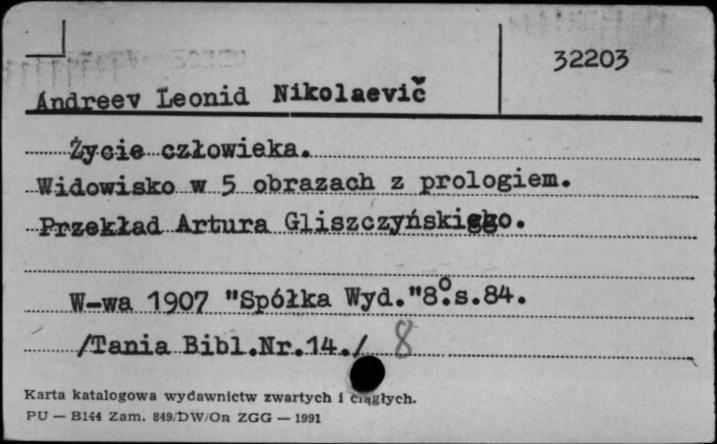 32203
Andreev Leonid Nikolaevič
Życie człowieka.
Widowisko w 5 obrazach z prologiem.
Przekład Artura Gliszczyńskiego.
W-wa 1907 "Spółka Wyd." 8°.s.84.
/Tania Bibl.Nr.14./ 8
Karta katalogowa wydawnictw zwartych i ciągłych.
PU — B144 Zam. 849/DW/On ZGG — 1991